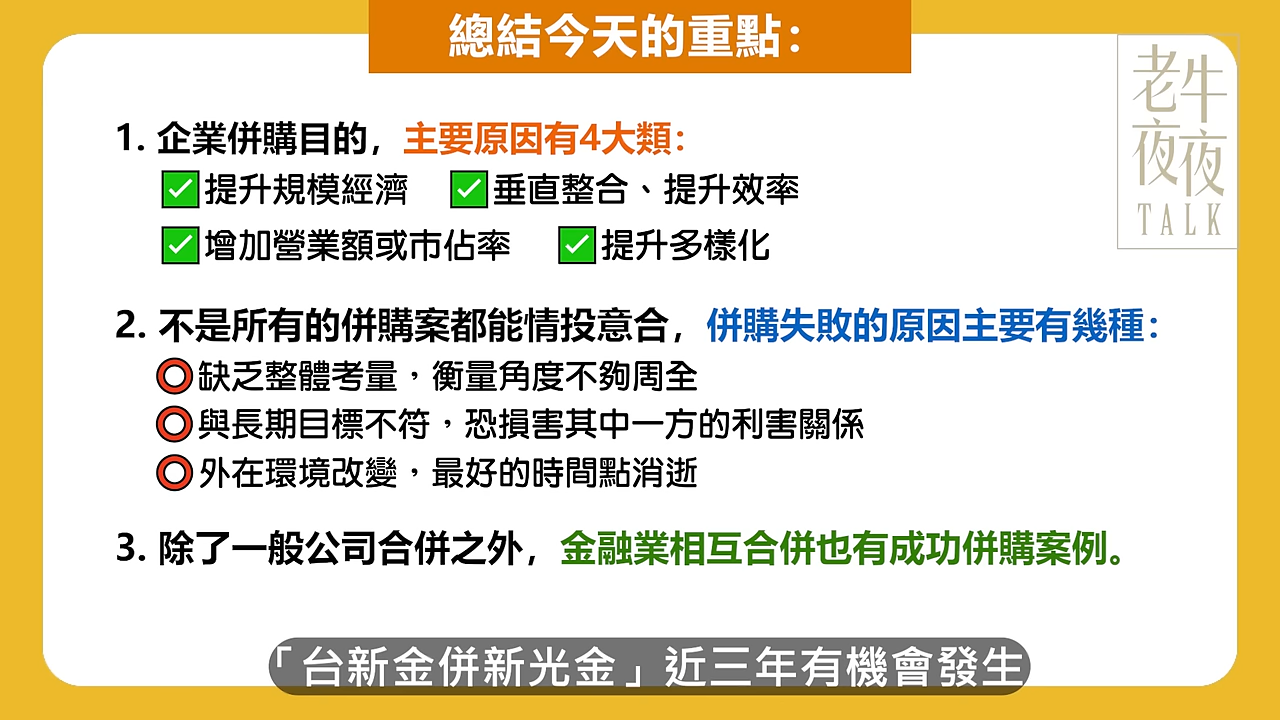 總結今天的重點：
老牛
夜夜
TALK
1. 企業併購目的，主要原因有4大類：
提升規模經濟 垂直整合、提升效率
增加營業額或市佔率 提升多樣化
2. 不是所有的併購案都能情投意合，併購失敗的原因主要有幾種：
缺乏整體考量，衡量角度不夠周全
與長期目標不符，恐損害其中一方的利害關係
外在環境改變，最好的時間點消逝
3. 除了一般公司合併之外，金融業相互合併也有成功併購案例。
「台新金併新光金」近三年有機會發生